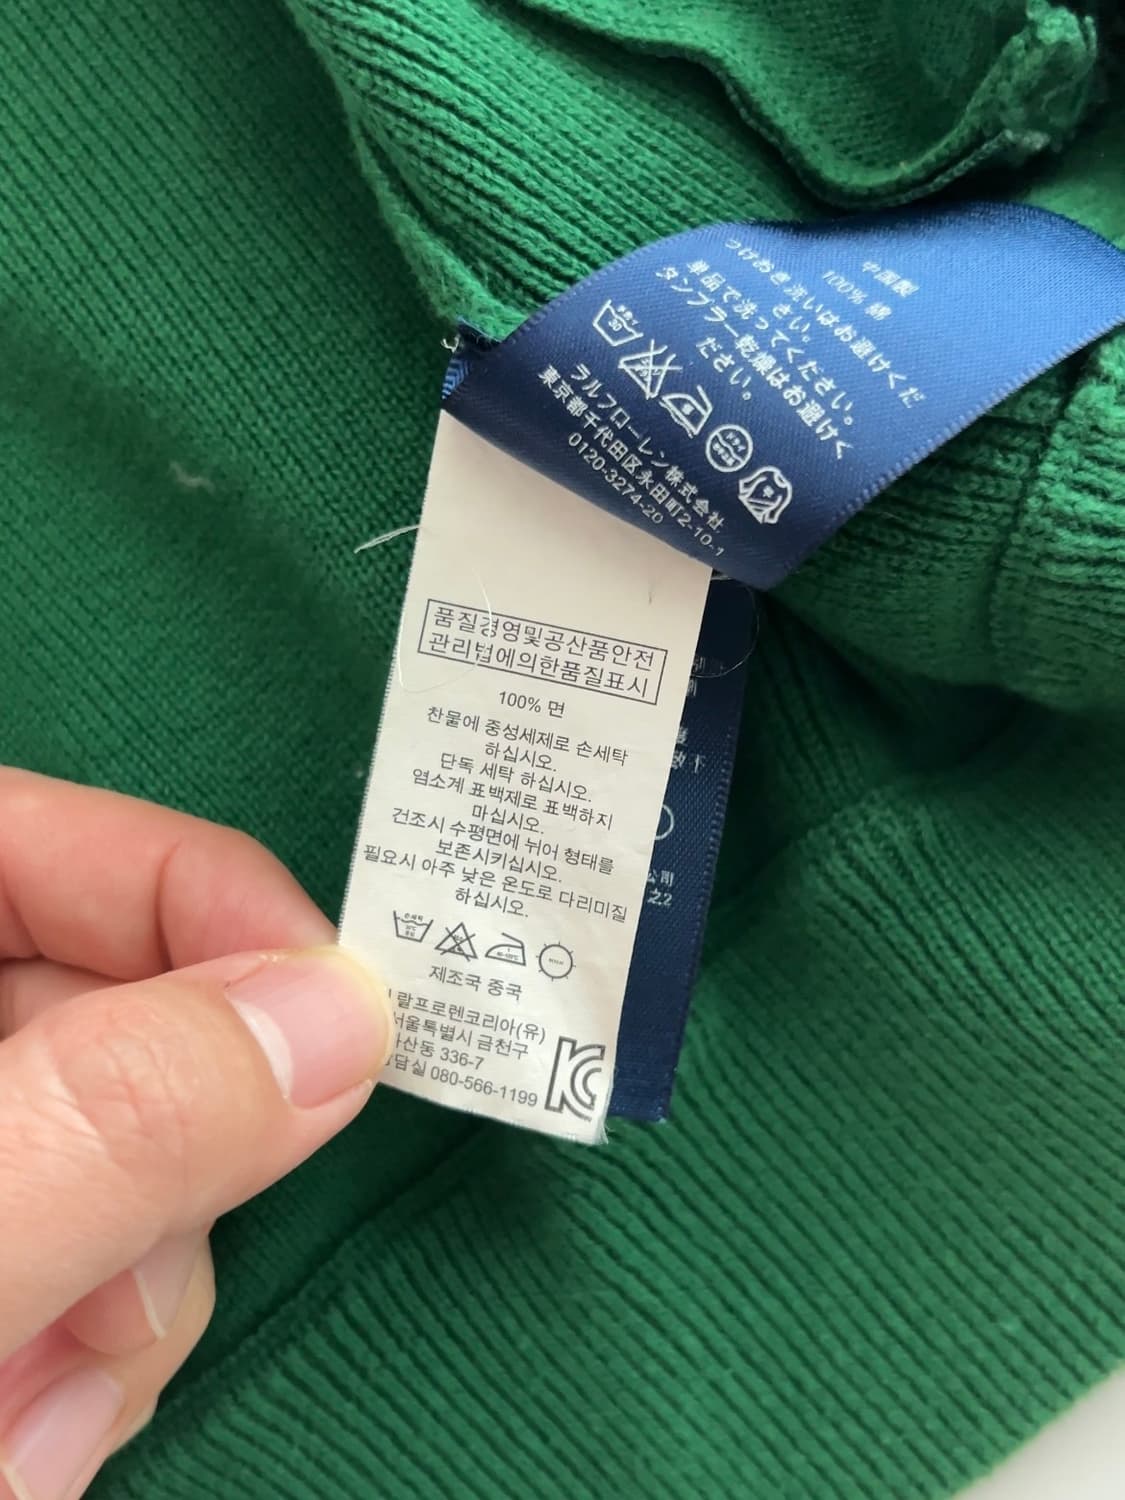 中国製
100% 綿
つけおき洗いはお避けくだ
さい。
単品で洗ってください。
タンブラー乾燥はお避けく
ださい。
30
ラルフローレン株式会社
東京都千代田区永田町2-10-1
0120-3274-20
품질경영및공산품안전
관리법에의한품질표시
100% 면
찬물에 중성세제로 손세탁
하십시오.
단독 세탁 하십시오.
염소계 표백제로 표백하지
마십시오.
건조시 수평면에 뉘어 형태를
보존시키십시오.
필요시 아주 낮은 온도로 다리미질
하십시오.
제조국 중국
랄프로렌코리아(유)
서울특별시 금천구
가산동 336-7
담실 080-566-1199
KC
下
公司
之2